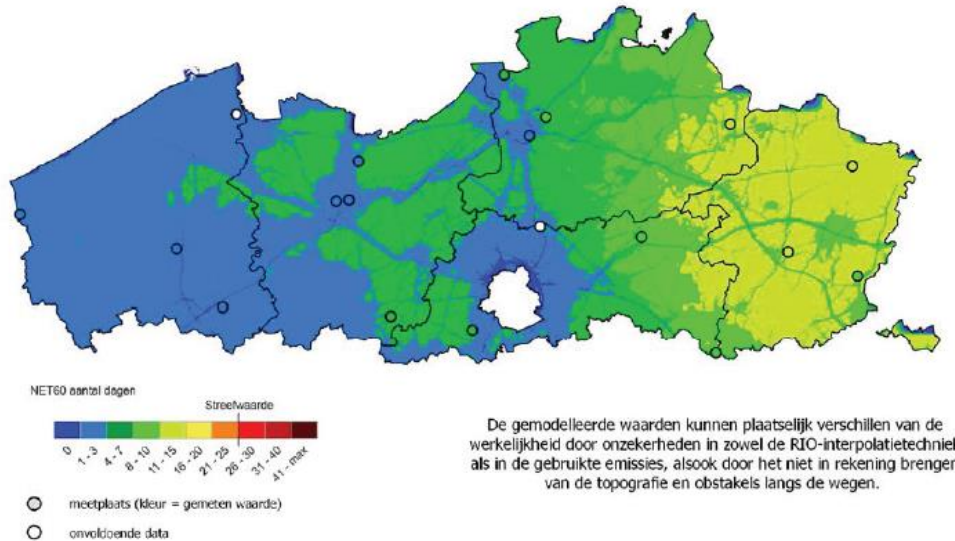 NET60 aantal dagen
Streefwaarde
0
1 - 3
4 - 7
8 - 10
11 - 15
16 - 20
21 - 25
26 - 30
31 - 40
41 - max
meetplaats (kleur = gemeten waarde)
onvoldoende data
De gemodelleerde waarden kunnen plaatselijk verschillen van de
werkelijkheid door onzekerheden in zowel de RIO-interpolatietechniel
als in de gebruikte emissies, alsook door het niet in rekening brenger
van de topografie en obstakels langs de wegen.